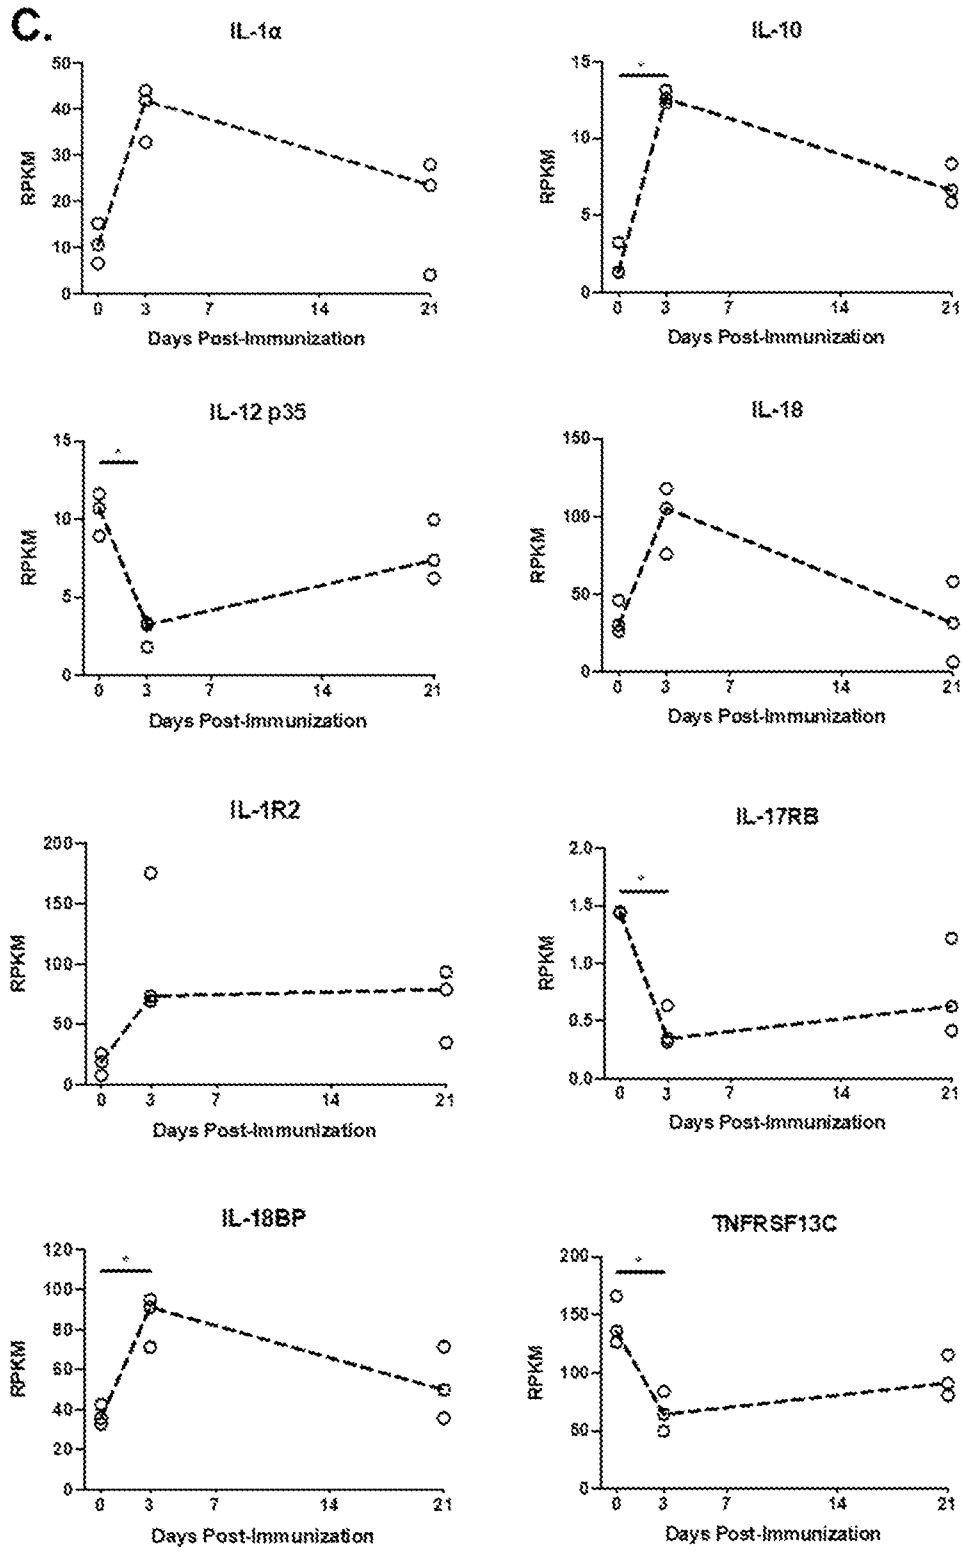 C.
IL-1α
50
40
30
20
10
0
RPKM
0 3 7 14 21
Days Post-Immunization
IL-10
*
15
10
5
0
RPKM
0 3 7 14 21
Days Post-Immunization
IL-12 p35
*
15
10
5
0
RPKM
0 3 7 14 21
Days Post-Immunization
IL-18
150
100
50
0
RPKM
0 3 7 14 21
Days Post-Immunization
IL-1R2
200
150
100
50
0
RPKM
0 3 7 14 21
Days Post-Immunization
IL-17RB
*
2.0
1.5
1.0
0.5
0.0
RPKM
0 3 7 14 21
Days Post-Immunization
IL-18BP
*
120
100
80
60
40
20
0
RPKM
0 3 7 14 21
Days Post-Immunization
TNFRSF13C
*
200
150
100
50
0
RPKM
0 3 7 14 21
Days Post-Immunization